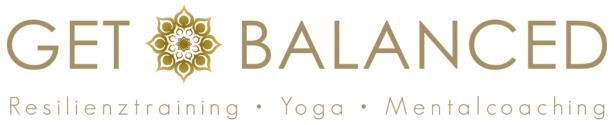 GET BALANCED
Resilienztraining • Yoga • Mentalcoaching